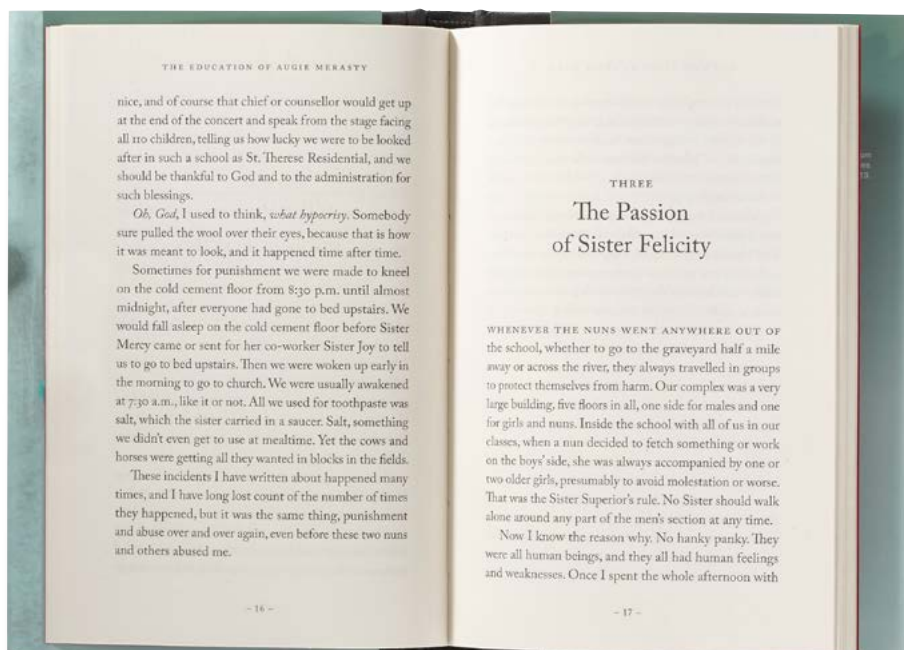 THE EDUCATION OF AUGIE MERASTY
nice, and of course that chief or counsellor would get up
at the end of the concert and speak from the stage facing
all 110 children, telling us how lucky we were to be looked
after in such a school as St. Therese Residential, and we
should be thankful to God and to the administration for
such blessings.
Oh, God, I used to think, what hypocrisy. Somebody
sure pulled the wool over their eyes, because that is how
it was meant to look, and it happened time after time.
Sometimes for punishment we were made to kneel
on the cold cement floor from 8:30 p.m. until almost
midnight, after everyone had gone to bed upstairs. We
would fall asleep on the cold cement floor before Sister
Mercy came or sent for her co-worker Sister Joy to tell
us to go to bed upstairs. Then we were woken up early in
the morning to go to church. We were usually awakened
at 7:30 a.m., like it or not. All we used for toothpaste was
salt, which the sister carried in a saucer. Salt, something
we didn't even get to use at mealtime. Yet the cows and
horses were getting all they wanted in blocks in the fields.
These incidents I have written about happened many
times, and I have long lost count of the number of times
they happened, but it was the same thing, punishment
and abuse over and over again, even before these two nuns
and others abused me.
– 16 –
THREE
The Passion
of Sister Felicity
WHENEVER THE NUNS WENT ANYWHERE OUT OF
the school, whether to go to the graveyard half a mile
away or across the river, they always travelled in groups
to protect themselves from harm. Our complex was a very
large building, five floors in all, one side for males and one
for girls and nuns. Inside the school with all of us in our
classes, when a nun decided to fetch something or work
on the boys' side, she was always accompanied by one or
two older girls, presumably to avoid molestation or worse.
That was the Sister Superior's rule. No Sister should walk
alone around any part of the men's section at any time.
Now I know the reason why. No hanky panky. They
were all human beings, and they all had human feelings
and weaknesses. Once I spent the whole afternoon with
– 17 –